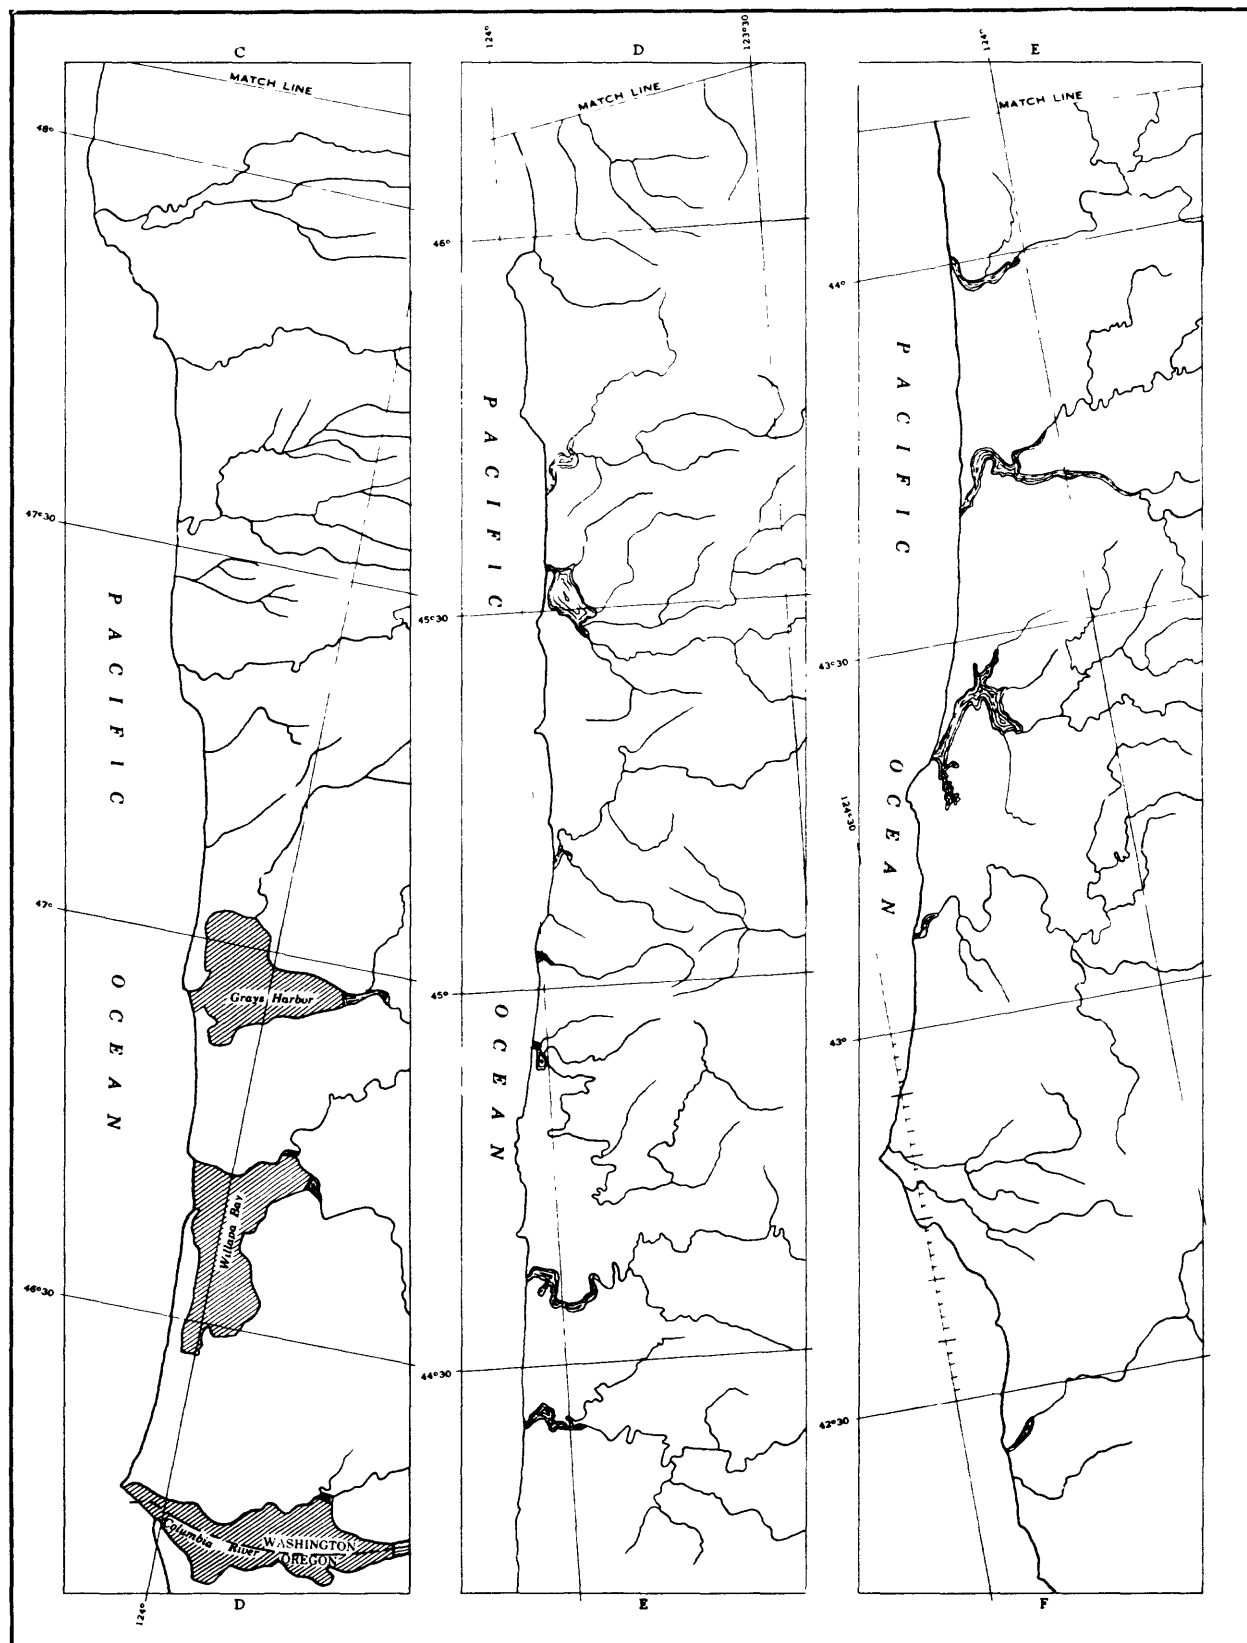 C
MATCH LINE
48°
47°30
PACIFIC
47°
OCEAN
Grays Harbor
Willapa Bay
46°30
Columbia River
WASHINGTON
OREGON
124°
D
124°
D
123°30
MATCH LINE
46°
PACIFIC
45°30
45°
OCEAN
44°30
E
124°
E
MATCH LINE
44°
PACIFIC
43°30
OCEAN
124°30
43°
42°30
F